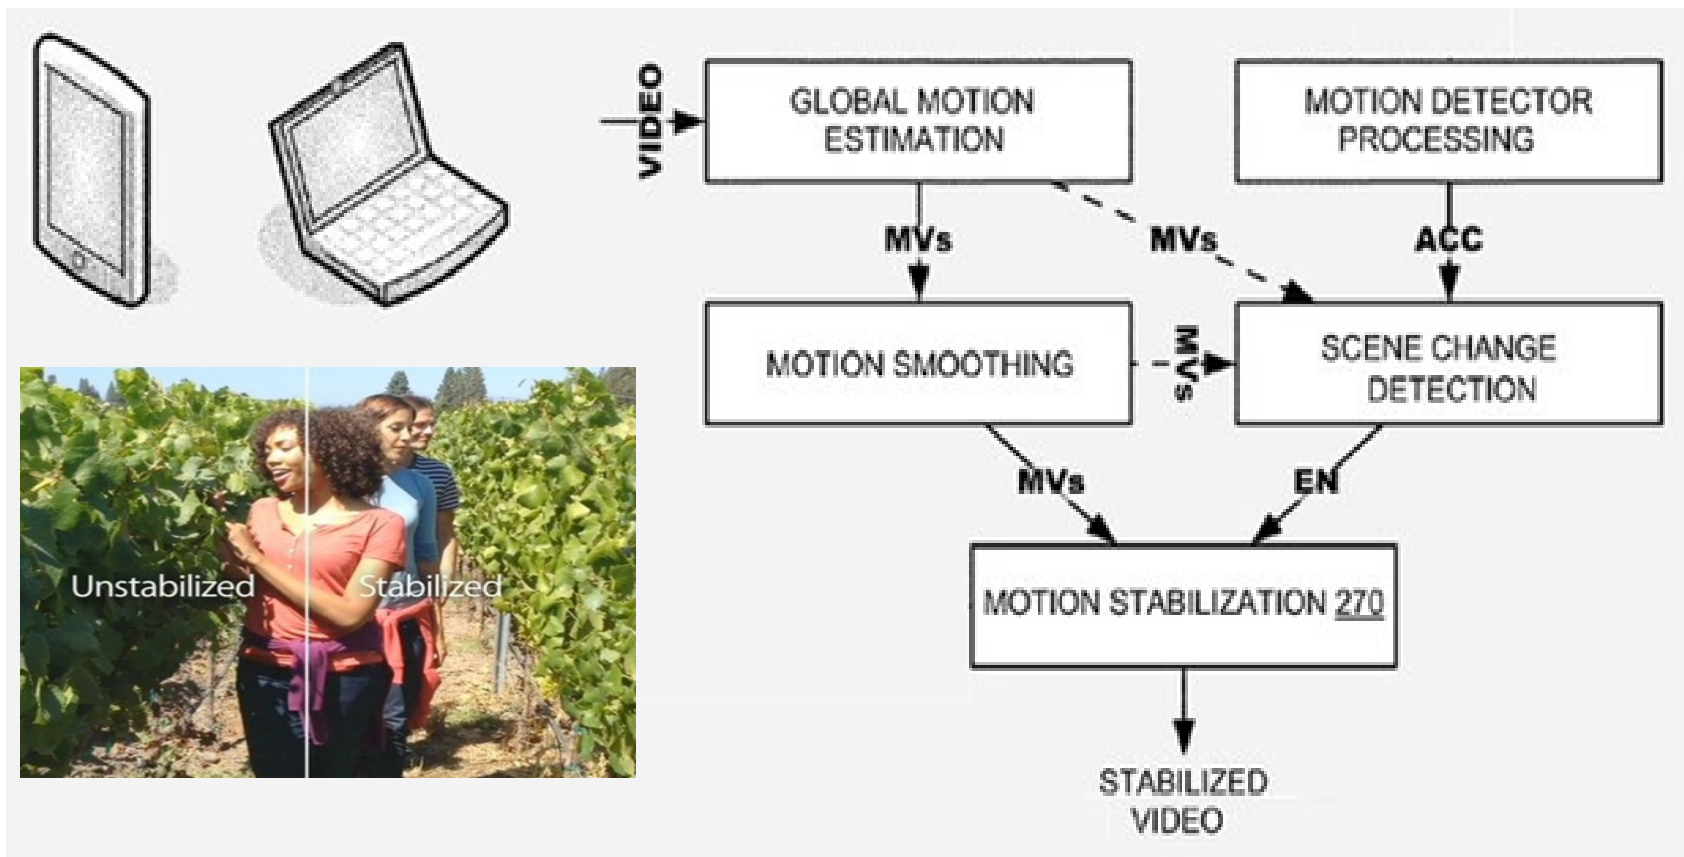 VIDEO
GLOBAL MOTION
ESTIMATION
MOTION DETECTOR
PROCESSING
MVs
MVs
ACC
MOTION SMOOTHING
MVs
SCENE CHANGE
DETECTION
MVs
EN
Unstabilized
Stabilized
MOTION STABILIZATION 270
STABILIZED
VIDEO